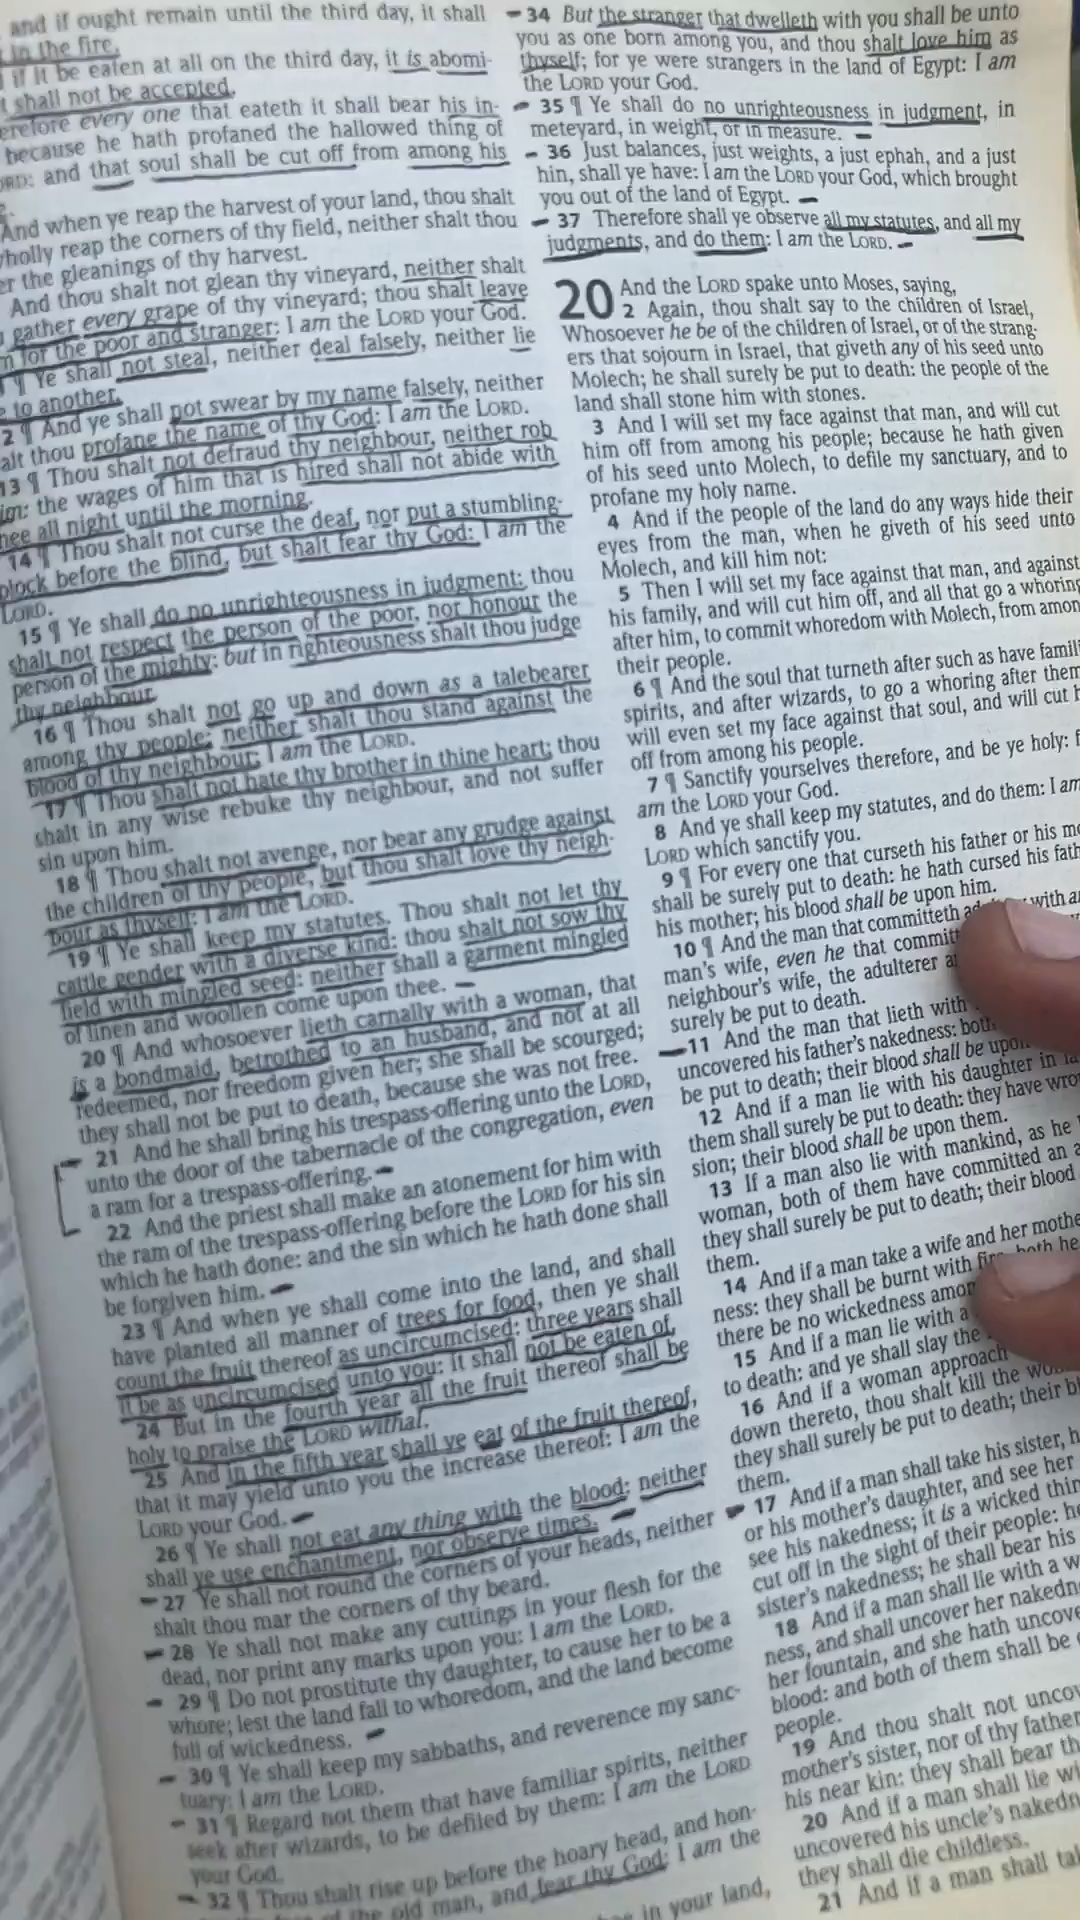 and if ought remain until the third day, it shall
in the fire.
if it be eaten at all on the third day, it is abomi-
shall not be accepted.
erefore every one that eateth it shall bear his in-
because he hath profaned the hallowed thing of
ORD: and that soul shall be cut off from among his
And when ye reap the harvest of your land, thou shalt
holly reap the corners of thy field, neither shalt thou
er the gleanings of thy harvest.
And thou shalt not glean thy vineyard, neither shalt
gather every grape of thy vineyard; thou shalt leave
m for the poor and stranger: I am the LORD your God.
¶ Ye shall not steal, neither deal falsely, neither lie
to another.
2 ¶ And ye shall not swear by my name falsely, neither
alt thou profane the name of thy God: I am the LORD.
13 ¶ Thou shalt not defraud thy neighbour, neither rob
im: the wages of him that is hired shall not abide with
hee all night until the morning.
14 ¶ Thou shalt not curse the deaf, nor put a stumbling-
block before the blind, but shalt fear thy God: I am the
LORD.
15 ¶ Ye shall do no unrighteousness in judgment: thou
shalt not respect the person of the poor, nor honour the
person of the mighty: but in righteousness shalt thou judge
thy neighbour.
16 ¶ Thou shalt not go up and down as a talebearer
among thy people; neither shalt thou stand against the
blood of thy neighbour: I am the LORD.
17 ¶ Thou shalt not hate thy brother in thine heart; thou
shalt in any wise rebuke thy neighbour, and not suffer
sin upon him.
18 ¶ Thou shalt not avenge, nor bear any grudge against
the children of thy people, but thou shalt love thy neigh-
bour as thyself: I am the LORD.
19 ¶ Ye shall keep my statutes. Thou shalt not let thy
cattle gender with a diverse kind: thou shalt not sow thy
field with mingled seed: neither shall a garment mingled
of linen and woollen come upon thee.
20 ¶ And whosoever lieth carnally with a woman, that
is a bondmaid, betrothed to an husband, and not at all
redeemed, nor freedom given her; she shall be scourged;
they shall not be put to death, because she was not free.
21 And he shall bring his trespass-offering unto the LORD,
unto the door of the tabernacle of the congregation, even
a ram for a trespass-offering.
22 And the priest shall make an atonement for him with
the ram of the trespass-offering before the LORD for his sin
which he hath done: and the sin which he hath done shall
be forgiven him.
23 ¶ And when ye shall come into the land, and shall
have planted all manner of trees for food, then ye shall
count the fruit thereof as uncircumcised: three years shall
it be as uncircumcised unto you: it shall not be eaten of.
24 But in the fourth year all the fruit thereof shall be
holy to praise the LORD withal.
25 And in the fifth year shall ye eat of the fruit thereof,
that it may yield unto you the increase thereof: I am the
LORD your God.
26 ¶ Ye shall not eat any thing with the blood: neither
shall ye use enchantment, nor observe times.
27 Ye shall not round the corners of your heads, neither
shalt thou mar the corners of thy beard.
28 Ye shall not make any cuttings in your flesh for the
dead, nor print any marks upon you: I am the LORD.
29 ¶ Do not prostitute thy daughter, to cause her to be a
whore; lest the land fall to whoredom, and the land become
full of wickedness.
30 ¶ Ye shall keep my sabbaths, and reverence my sanc-
tuary: I am the LORD.
31 ¶ Regard not them that have familiar spirits, neither
seek after wizards, to be defiled by them: I am the LORD
your God.
32 ¶ Thou shalt rise up before the hoary head, and hon-
the old man, and fear thy God: I am the
in your land,
34 But the stranger that dwelleth with you shall be unto
you as one born among you, and thou shalt love him as
thyself; for ye were strangers in the land of Egypt: I am
the LORD your God.
35 ¶ Ye shall do no unrighteousness in judgment, in
meteyard, in weight, or in measure.
36 Just balances, just weights, a just ephah, and a just
hin, shall ye have: I am the LORD your God, which brought
you out of the land of Egypt.
37 Therefore shall ye observe all my statutes, and all my
judgments, and do them: I am the LORD.
20 And the LORD spake unto Moses, saying,
2 Again, thou shalt say to the children of Israel,
Whosoever he be of the children of Israel, or of the strang-
ers that sojourn in Israel, that giveth any of his seed unto
Molech; he shall surely be put to death: the people of the
land shall stone him with stones.
3 And I will set my face against that man, and will cut
him off from among his people; because he hath given
of his seed unto Molech, to defile my sanctuary, and to
profane my holy name.
4 And if the people of the land do any ways hide their
eyes from the man, when he giveth of his seed unto
Molech, and kill him not:
5 Then I will set my face against that man, and against
his family, and will cut him off, and all that go a whoring
after him, to commit whoredom with Molech, from amon
their people.
6 ¶ And the soul that turneth after such as have famili
spirits, and after wizards, to go a whoring after them
will even set my face against that soul, and will cut h
off from among his people.
7 ¶ Sanctify yourselves therefore, and be ye holy: f
am the LORD your God.
8 And ye shall keep my statutes, and do them: I am
LORD which sanctify you.
9 ¶ For every one that curseth his father or his mo
shall be surely put to death: he hath cursed his fath
his mother; his blood shall be upon him.
10 ¶ And the man that committeth ad with a
man's wife, even he that committ
neighbour's wife, the adulterer a
surely be put to death.
11 And the man that lieth with
uncovered his father's nakedness: both
be put to death; their blood shall be upon
12 And if a man lie with his daughter in la
them shall surely be put to death: they have wro
sion; their blood shall be upon them.
13 If a man also lie with mankind, as he l
woman, both of them have committed an a
they shall surely be put to death; their blood
them.
14 And if a man take a wife and her mothe
ness: they shall be burnt with fire, both he
there be no wickedness amon
15 And if a man lie with a
to death: and ye shall slay the
16 And if a woman approach
down thereto, thou shalt kill the wom
they shall surely be put to death; their bl
them.
17 And if a man shall take his sister, h
or his mother's daughter, and see her
see his nakedness; it is a wicked thin
cut off in the sight of their people: he
sister's nakedness; he shall bear his
18 And if a man shall lie with a w
ness, and shall uncover her nakedn
her fountain, and she hath uncove
blood: and both of them shall be
people.
19 And thou shalt not uncov
mother's sister, nor of thy father
his near kin: they shall bear th
20 And if a man shall lie wi
uncovered his uncle's nakedn
they shall die childless.
21 And if a man shall tak